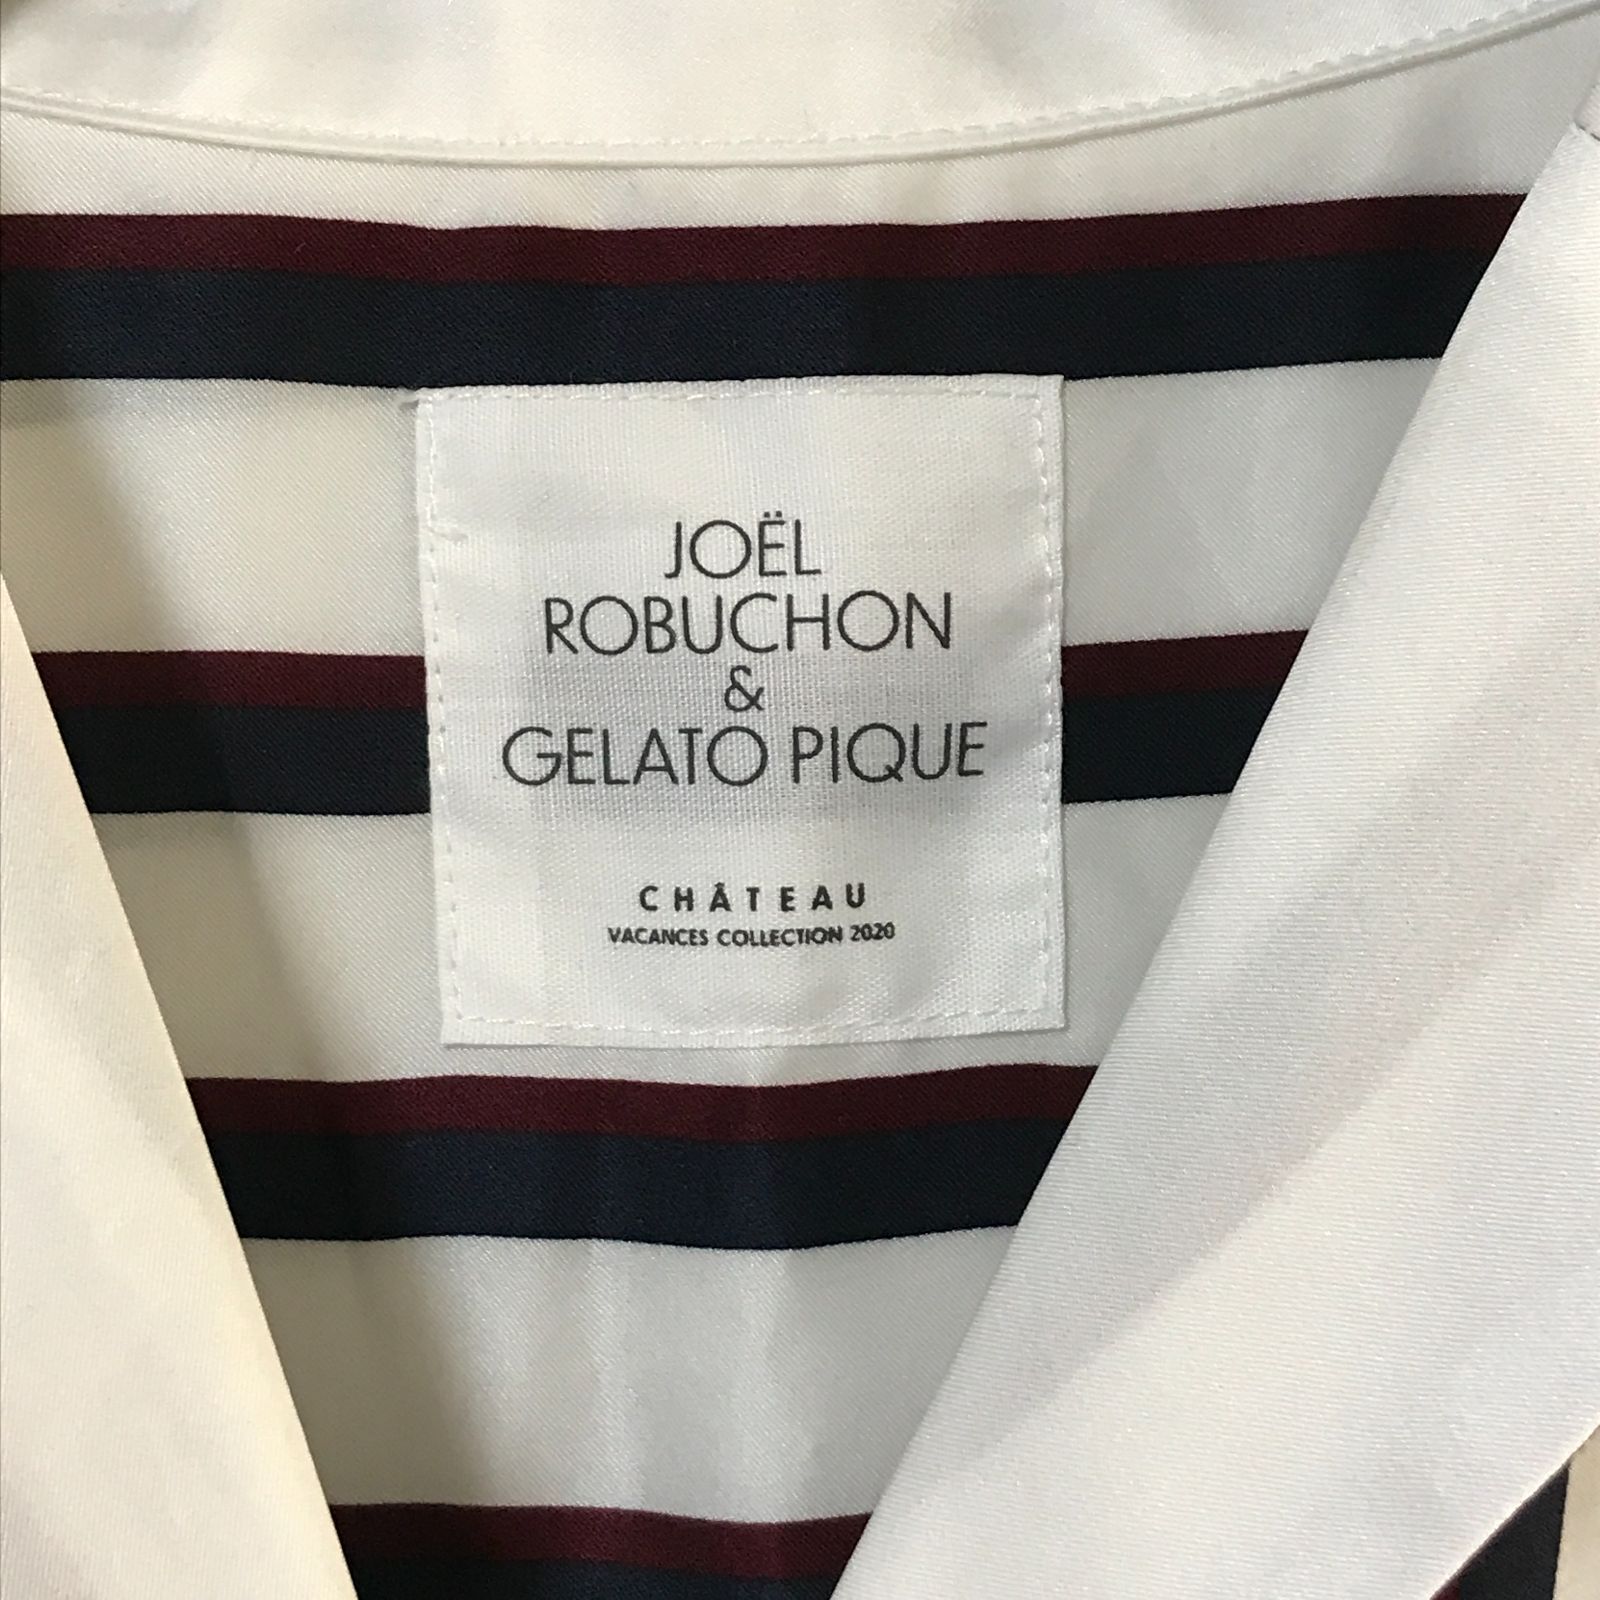 JOËL
ROBUCHON
&
GELATO PIQUE
CHÂTEAU
VACANCES COLLECTION 2020